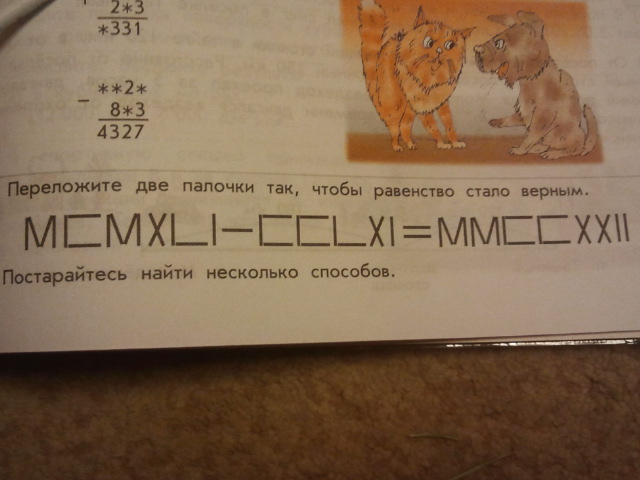 2*3
*331
**2*
− 8*3
4327
Переложите две палочки так, чтобы равенство стало верным.
MCMXLI−CCLXI=MMCCXXII
Постарайтесь найти несколько способов.